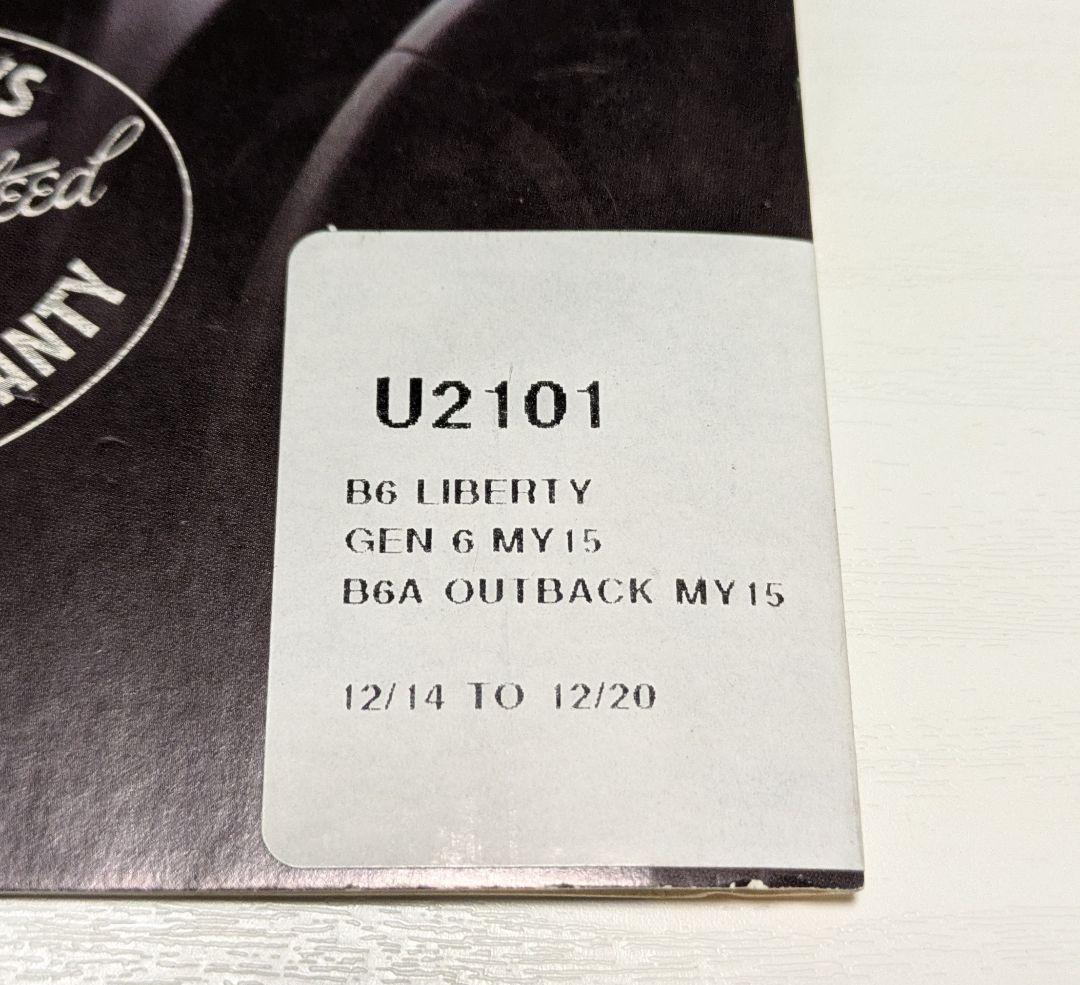 U2101
B6 LIBERTY
GEN 6 MY15
B6A OUTBACK MY15
12/14 TO 12/20